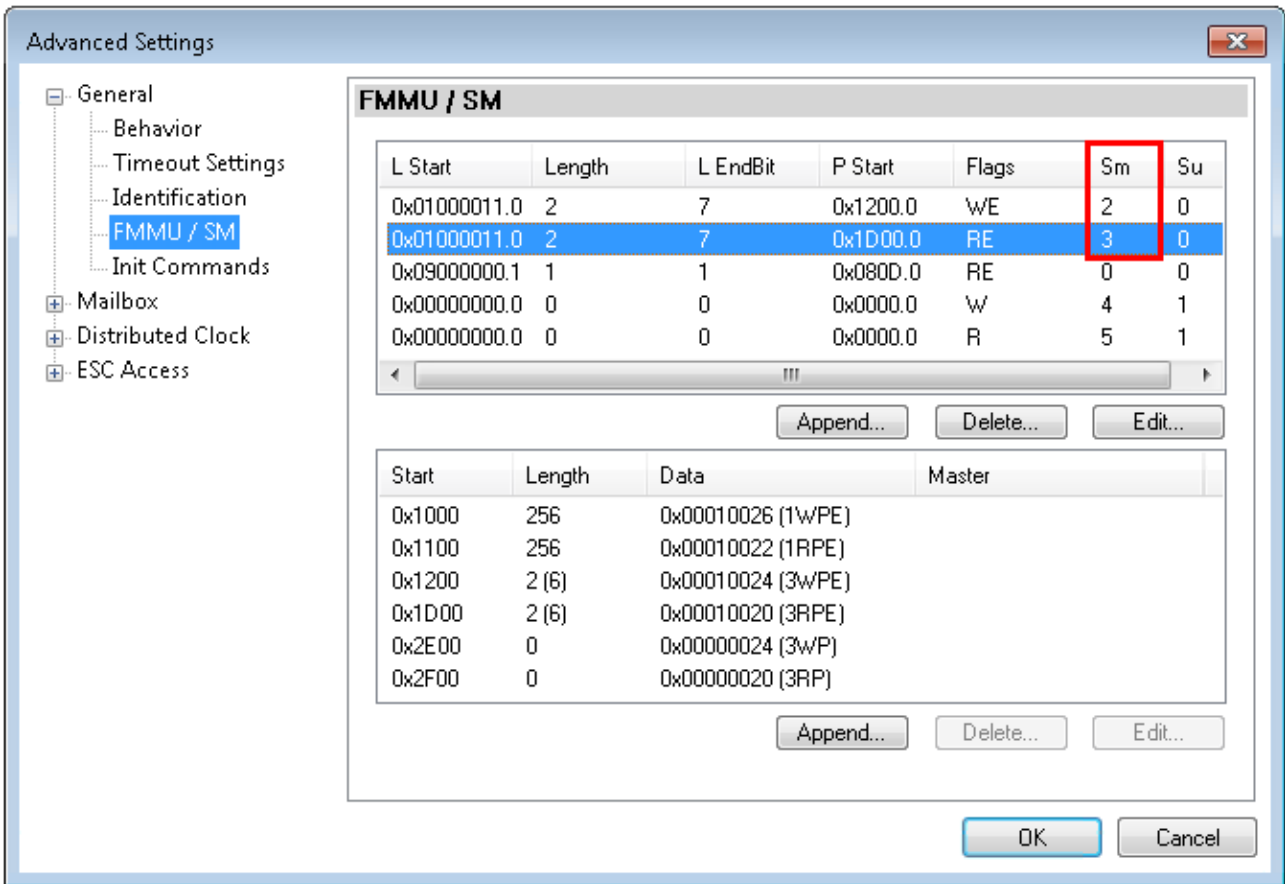 Advanced Settings
General
Behavior
Timeout Settings
Identification
FMMU / SM
Init Commands
Mailbox
Distributed Clock
ESC Access
FMMU / SM
L Start Length L EndBit P Start Flags Sm Su
0x01000011.0 2 7 0x1200.0 WE 2 0
0x01000011.0 2 7 0x1D00.0 RE 3 0
0x09000000.1 1 1 0x080D.0 RE 0 0
0x00000000.0 0 0 0x0000.0 W 4 1
0x00000000.0 0 0 0x0000.0 R 5 1
Append... Delete... Edit...
Start Length Data Master
0x1000 256 0x00010026 (1WPE)
0x1100 256 0x00010022 (1RPE)
0x1200 2 (6) 0x00010024 (3WPE)
0x1D00 2 (6) 0x00010020 (3RPE)
0x2E00 0 0x00000024 (3WP)
0x2F00 0 0x00000020 (3RP)
Append... Delete... Edit...
OK Cancel